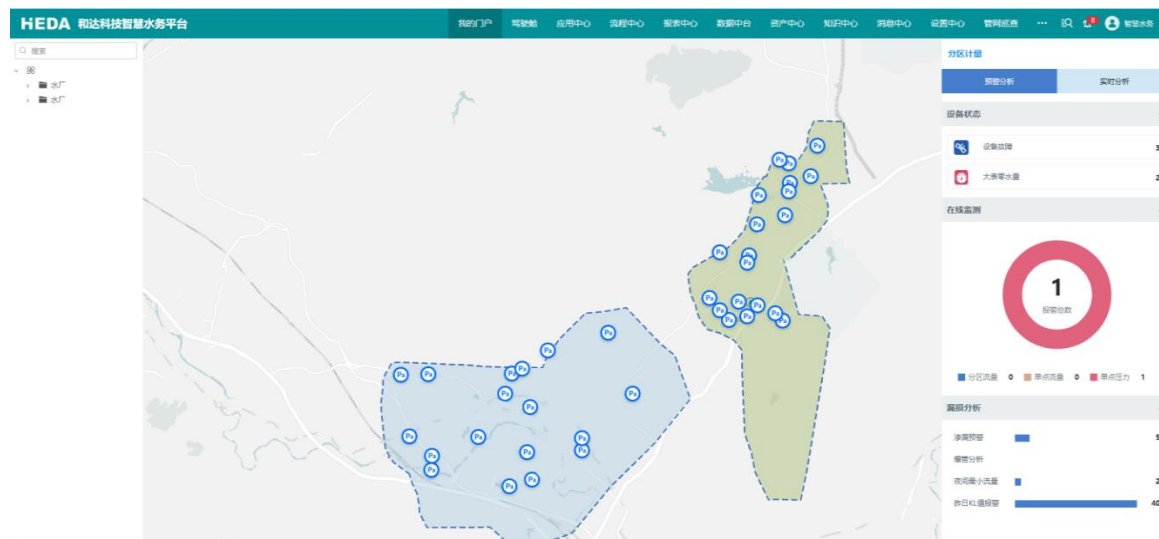 HEDA 和达科技智慧水务平台
我的门户 驾驶舱 应用中心 流程中心 报表中心 数据中台 资产中心 知识中心 消息中心 设置中心 管网巡查 ··· 智慧水务
搜索
水厂
水厂
Pa
分区计量
预警分析 实时分析
设备状态
设备故障 3
大表零水量 2
在线监测
1
报警总数
分区流量 0 单点流量 0 单点压力 1
漏损分析
渗漏预警 5
爆管分析
夜间最小流量 2
昨日KL值报警 40